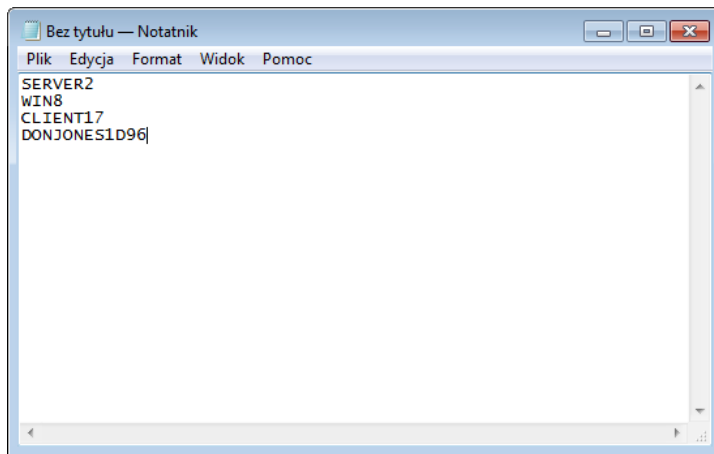 Bez tytułu — Notatnik
Plik Edycja Format Widok Pomoc
SERVER2
WIN8
CLIENT17
DONJONES1D96